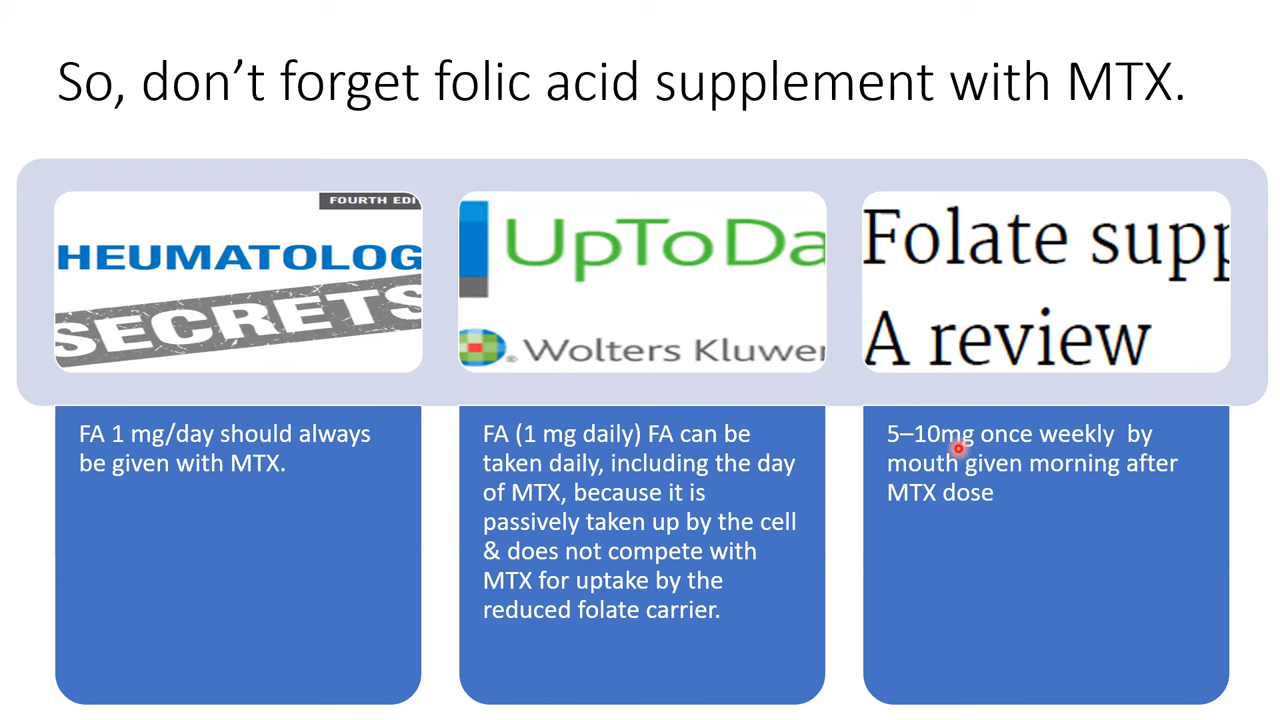 So, don’t forget folic acid supplement with MTX.
FOURTH EDI
HEUMATOLOG
SECRETS
UpToDa
® Wolters Kluwer
Folate supp
A review
FA 1 mg/day should always
be given with MTX.
FA (1 mg daily) FA can be
taken daily, including the day
of MTX, because it is
passively taken up by the cell
& does not compete with
MTX for uptake by the
reduced folate carrier.
5–10mg once weekly by
mouth given morning after
MTX dose